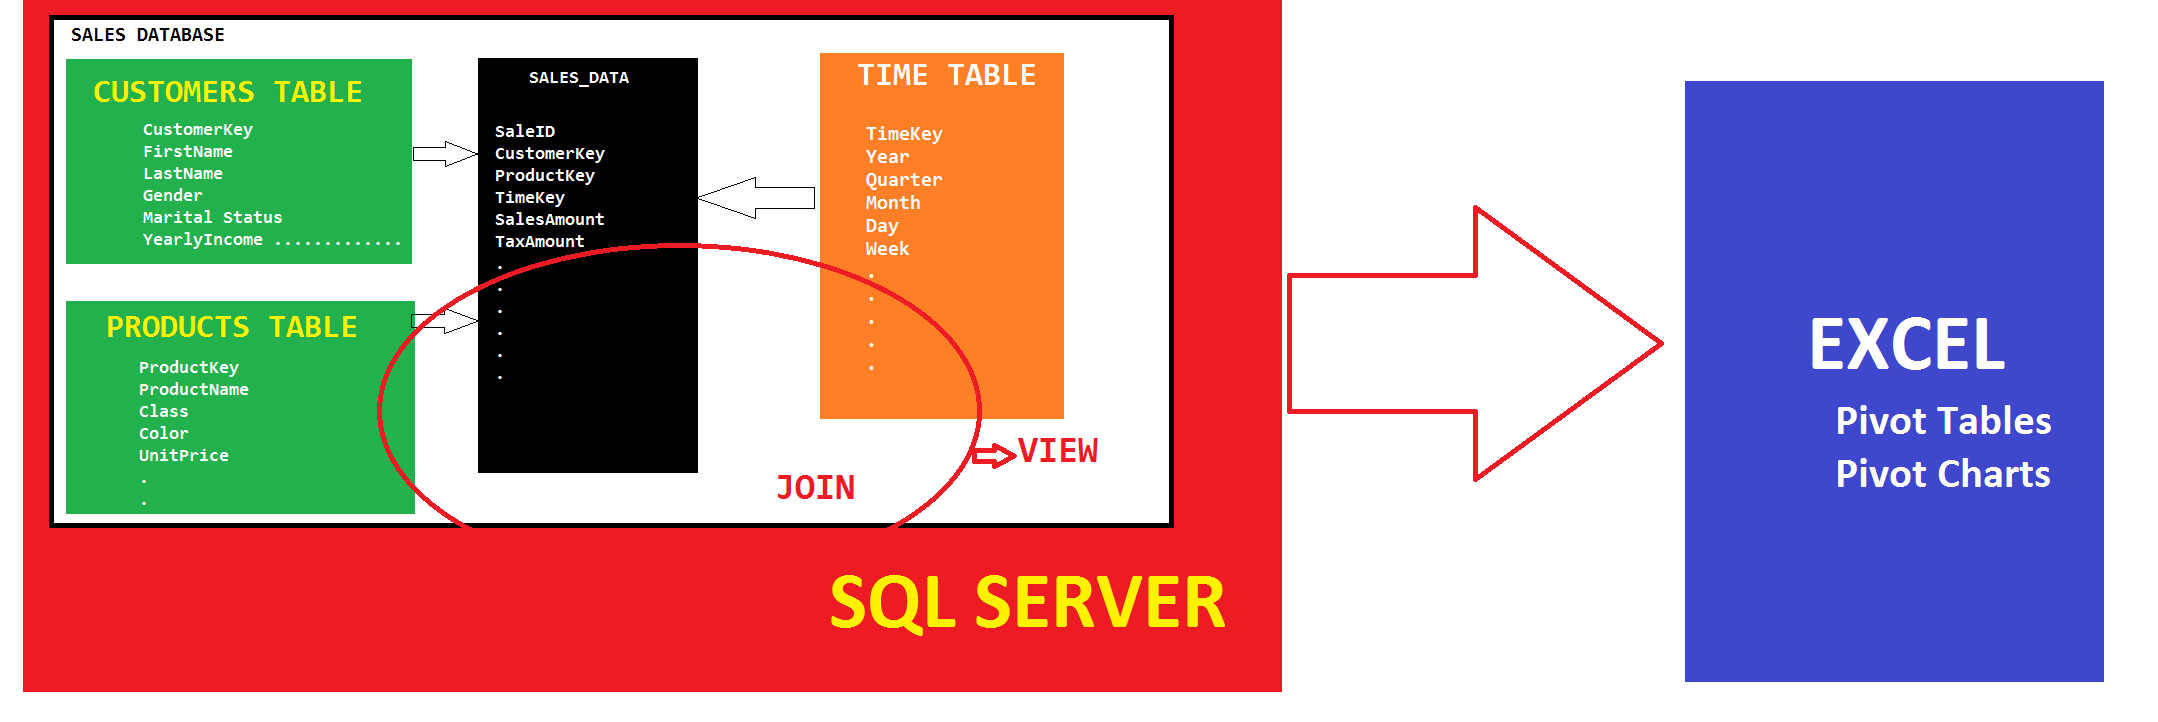 SALES DATABASE
CUSTOMERS TABLE
CustomerKey
FirstName
LastName
Gender
Marital Status
YearlyIncome .............
PRODUCTS TABLE
ProductKey
ProductName
Class
Color
UnitPrice
.
.
SALES_DATA
SaleID
CustomerKey
ProductKey
TimeKey
SalesAmount
TaxAmount
.
.
.
.
.
.
TIME TABLE
TimeKey
Year
Quarter
Month
Day
Week
.
.
.
.
.
VIEW
JOIN
SQL SERVER
EXCEL
Pivot Tables
Pivot Charts